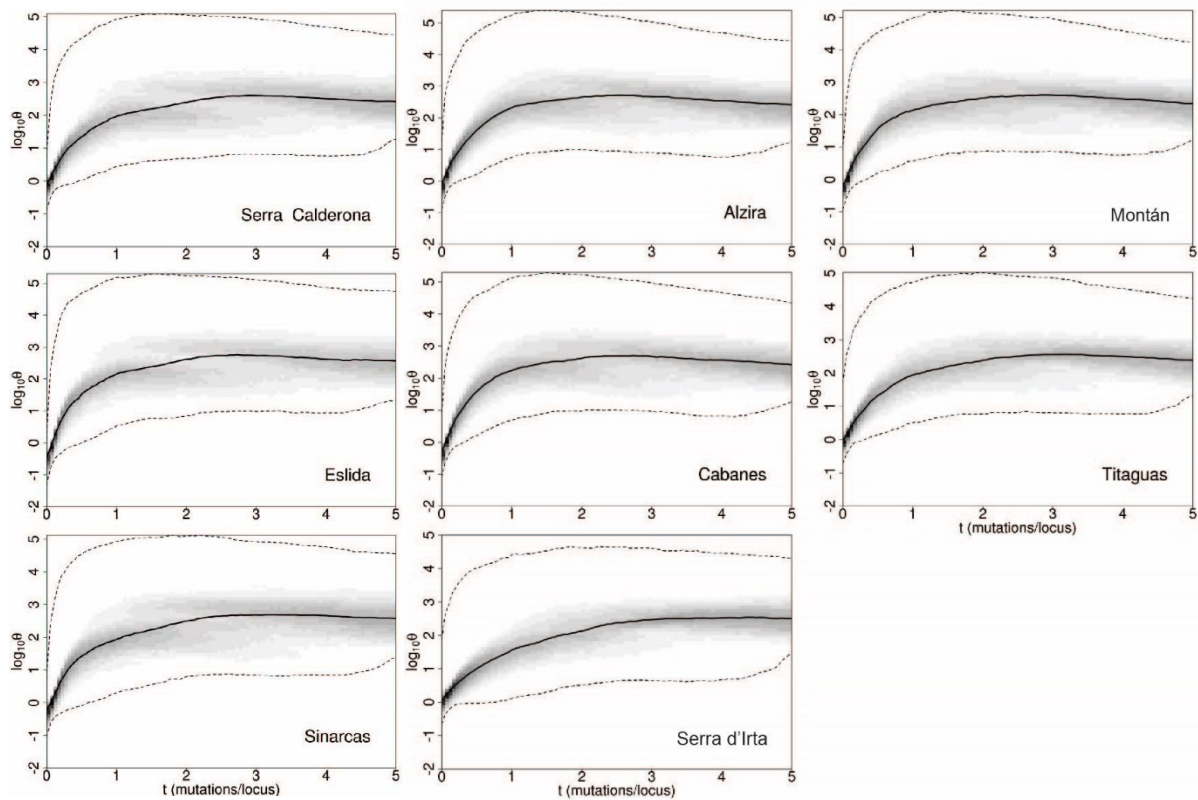 5
4
3
2
1
0
-1
-2
log₁₀θ
Serra Calderona
0 1 2 3 4 5
5
4
3
2
1
0
-1
-2
log₁₀θ
Alzira
0 1 2 3 4 5
5
4
3
2
1
0
-1
-2
log₁₀θ
Montán
0 1 2 3 4 5
5
4
3
2
1
0
-1
-2
log₁₀θ
Eslida
0 1 2 3 4 5
5
4
3
2
1
0
-1
-2
log₁₀θ
Cabanes
0 1 2 3 4 5
5
4
3
2
1
0
-1
-2
log₁₀θ
Titaguas
0 1 2 3 4 5
t (mutations/locus)
5
4
3
2
1
0
-1
-2
log₁₀θ
Sinarcas
0 1 2 3 4 5
t (mutations/locus)
5
4
3
2
1
0
-1
-2
log₁₀θ
Serra d'Irta
0 1 2 3 4 5
t (mutations/locus)